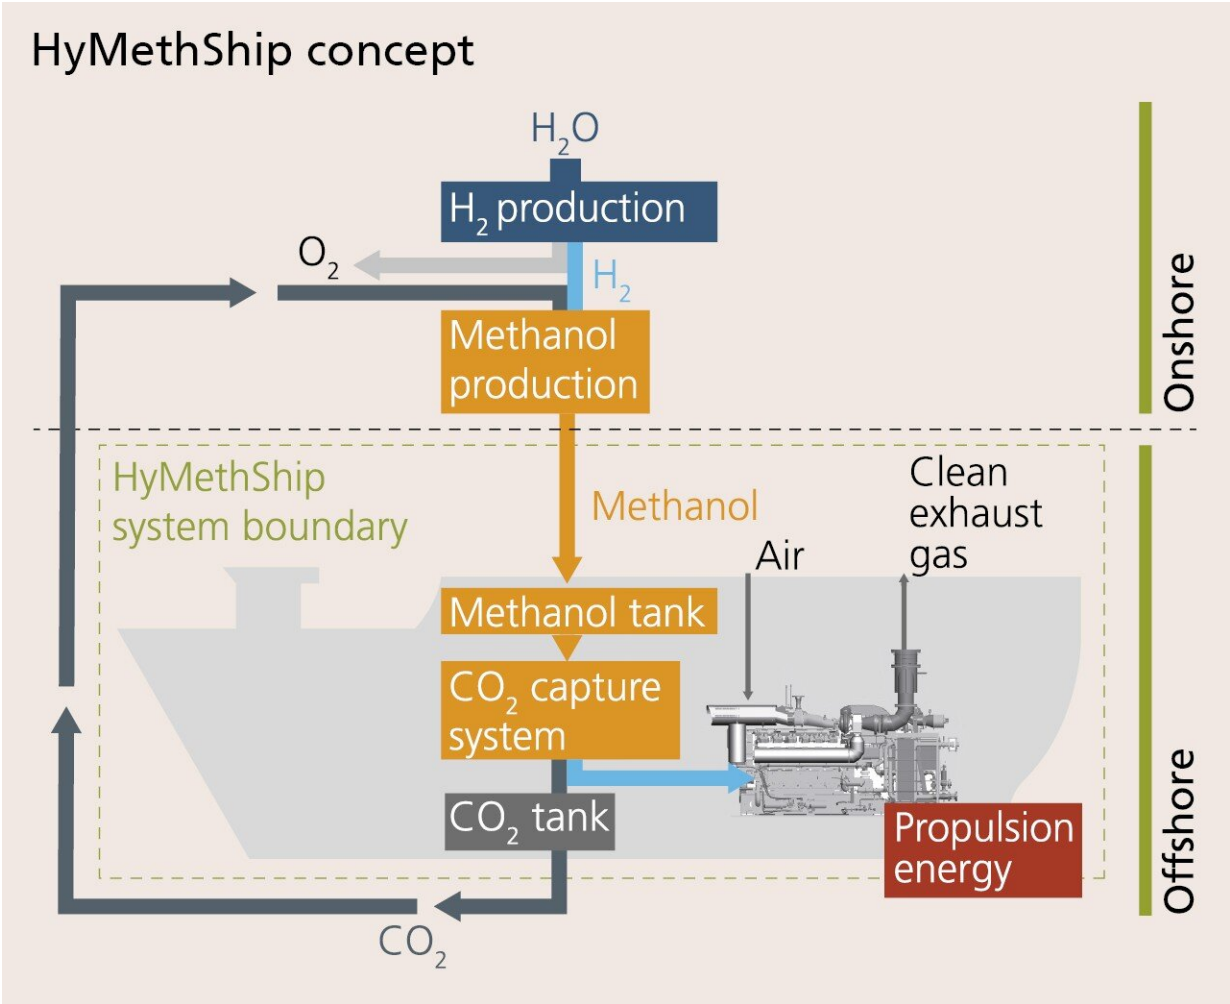 HyMethShip concept
H₂O
H₂ production
O₂
H₂
Methanol
production
Onshore
HyMethShip
system boundary
Methanol
Clean
exhaust
gas
Air
Methanol tank
CO₂ capture
system
CO₂ tank
Propulsion
energy
Offshore
CO₂